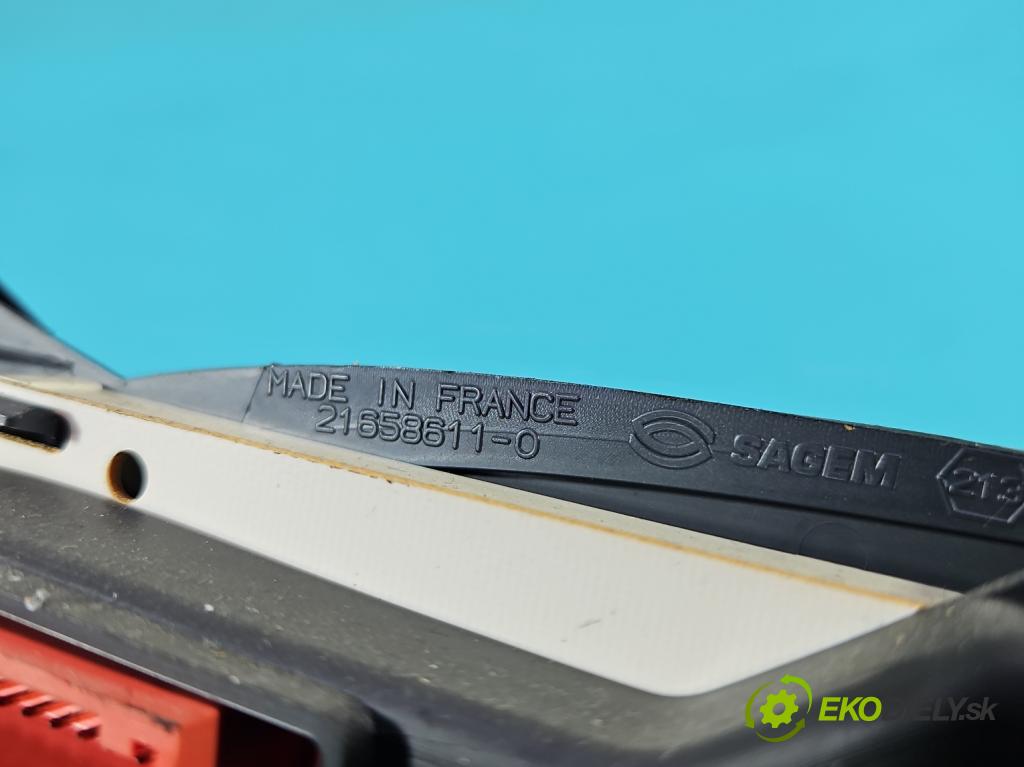 MADE IN FRANCE
21658611-0
SAGEM
213
EKODIELY.sk